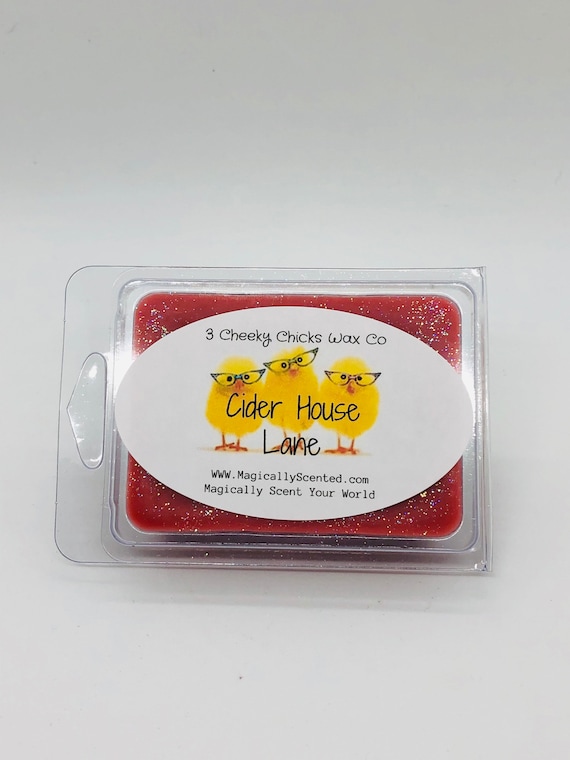 3 Cheeky Chicks Wax Co
Cider House
Lane
WWW.MagicallyScented.com
Magically Scent Your World